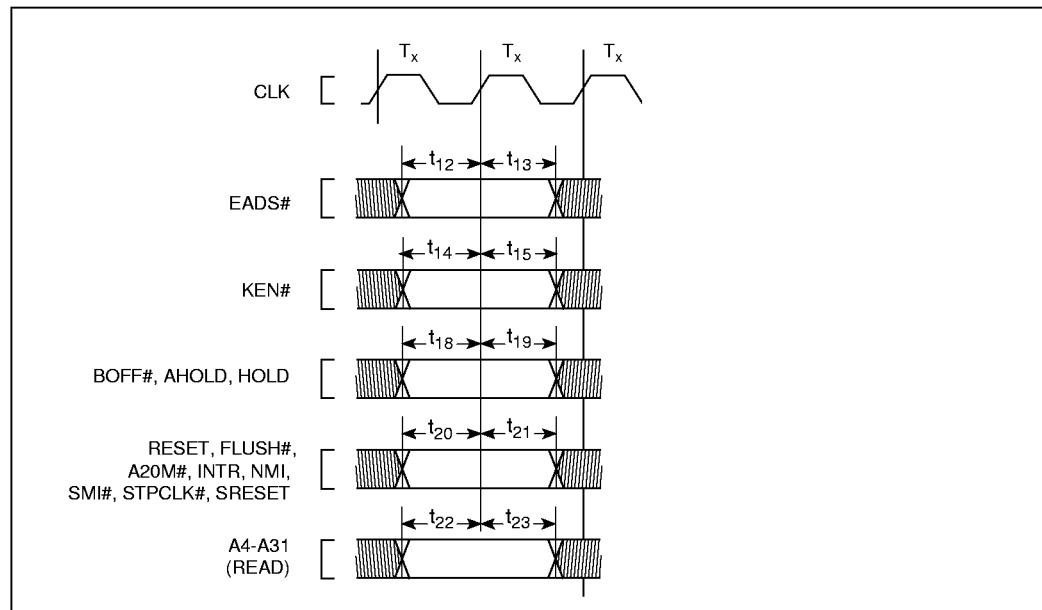 Tx Tx Tx
CLK
t12 t13
EADS#
t14 t15
KEN#
t18 t19
BOFF#, AHOLD, HOLD
t20 t21
RESET, FLUSH#,
A20M#, INTR, NMI,
SMI#, STPCLK#, SRESET
t22 t23
A4-A31
(READ)